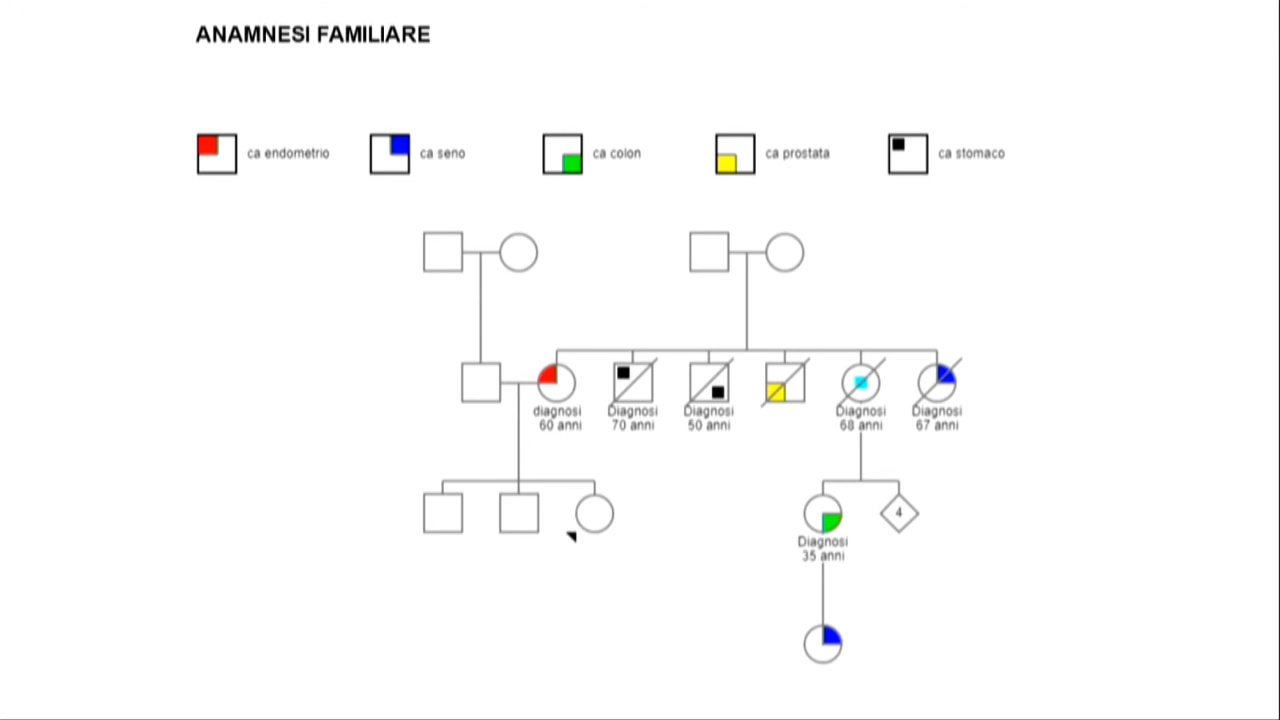 ANAMNESI FAMILIARE
ca endometrio
ca seno
ca colon
ca prostata
ca stomaco
diagnosi
60 anni
Diagnosi
70 anni
Diagnosi
50 anni
Diagnosi
68 anni
Diagnosi
67 anni
4
Diagnosi
35 anni